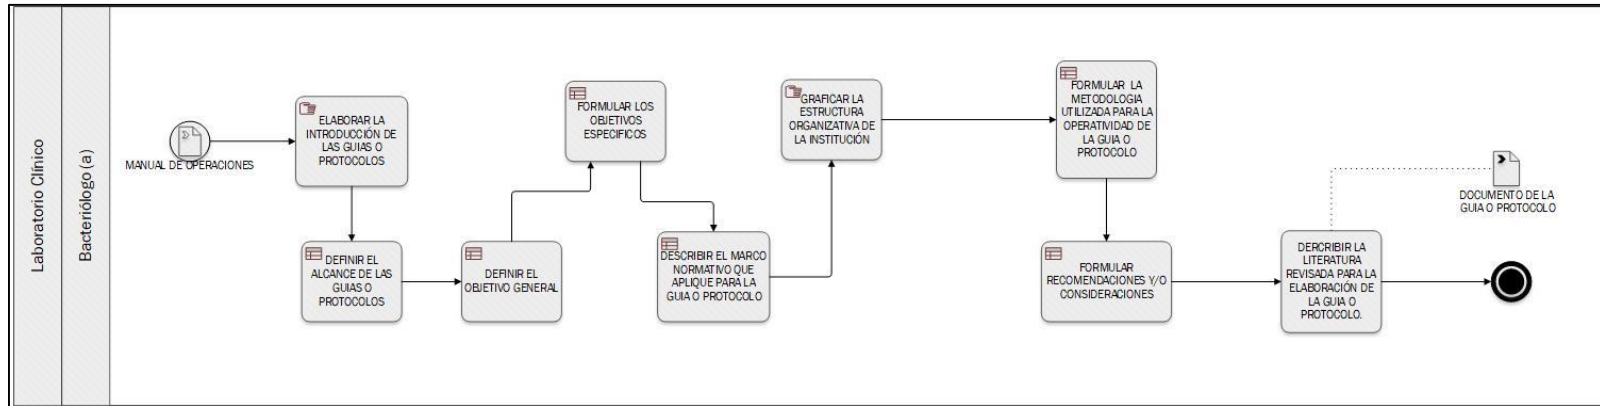 Laboratorio Clínico
Bacteriólogo (a)
MANUAL DE OPERACIONES
ELABORAR LA
INTRODUCCIÓN DE
LAS GUIAS O
PROTOCOLOS
DEFINIR EL
ALCANCE DE LAS
GUIAS O
PROTOCOLOS
DEFINIR EL
OBJETIVO GENERAL
FORMULAR LOS
OBJETIVOS
ESPECIFICOS
DESCRIBIR EL MARCO
NORMATIVO QUE
APLIQUE PARA LA
GUIA O PROTOCOLO
GRAFICAR LA
ESTRUCTURA
ORGANIZATIVA DE
LA INSTITUCIÓN
FORMULAR LA
METODOLOGIA
UTILIZADA PARA LA
OPERATIVIDAD DE
LA GUIA O
PROTOCOLO
FORMULAR
RECOMENDACIONES Y/O
CONSIDERACIONES
DERCRIBIR LA
LITERATURA
REVISADA PARA LA
ELABORACIÓN DE
LA GUIA O
PROTOCOLO.
DOCUMENTO DE LA
GUIA O PROTOCOLO